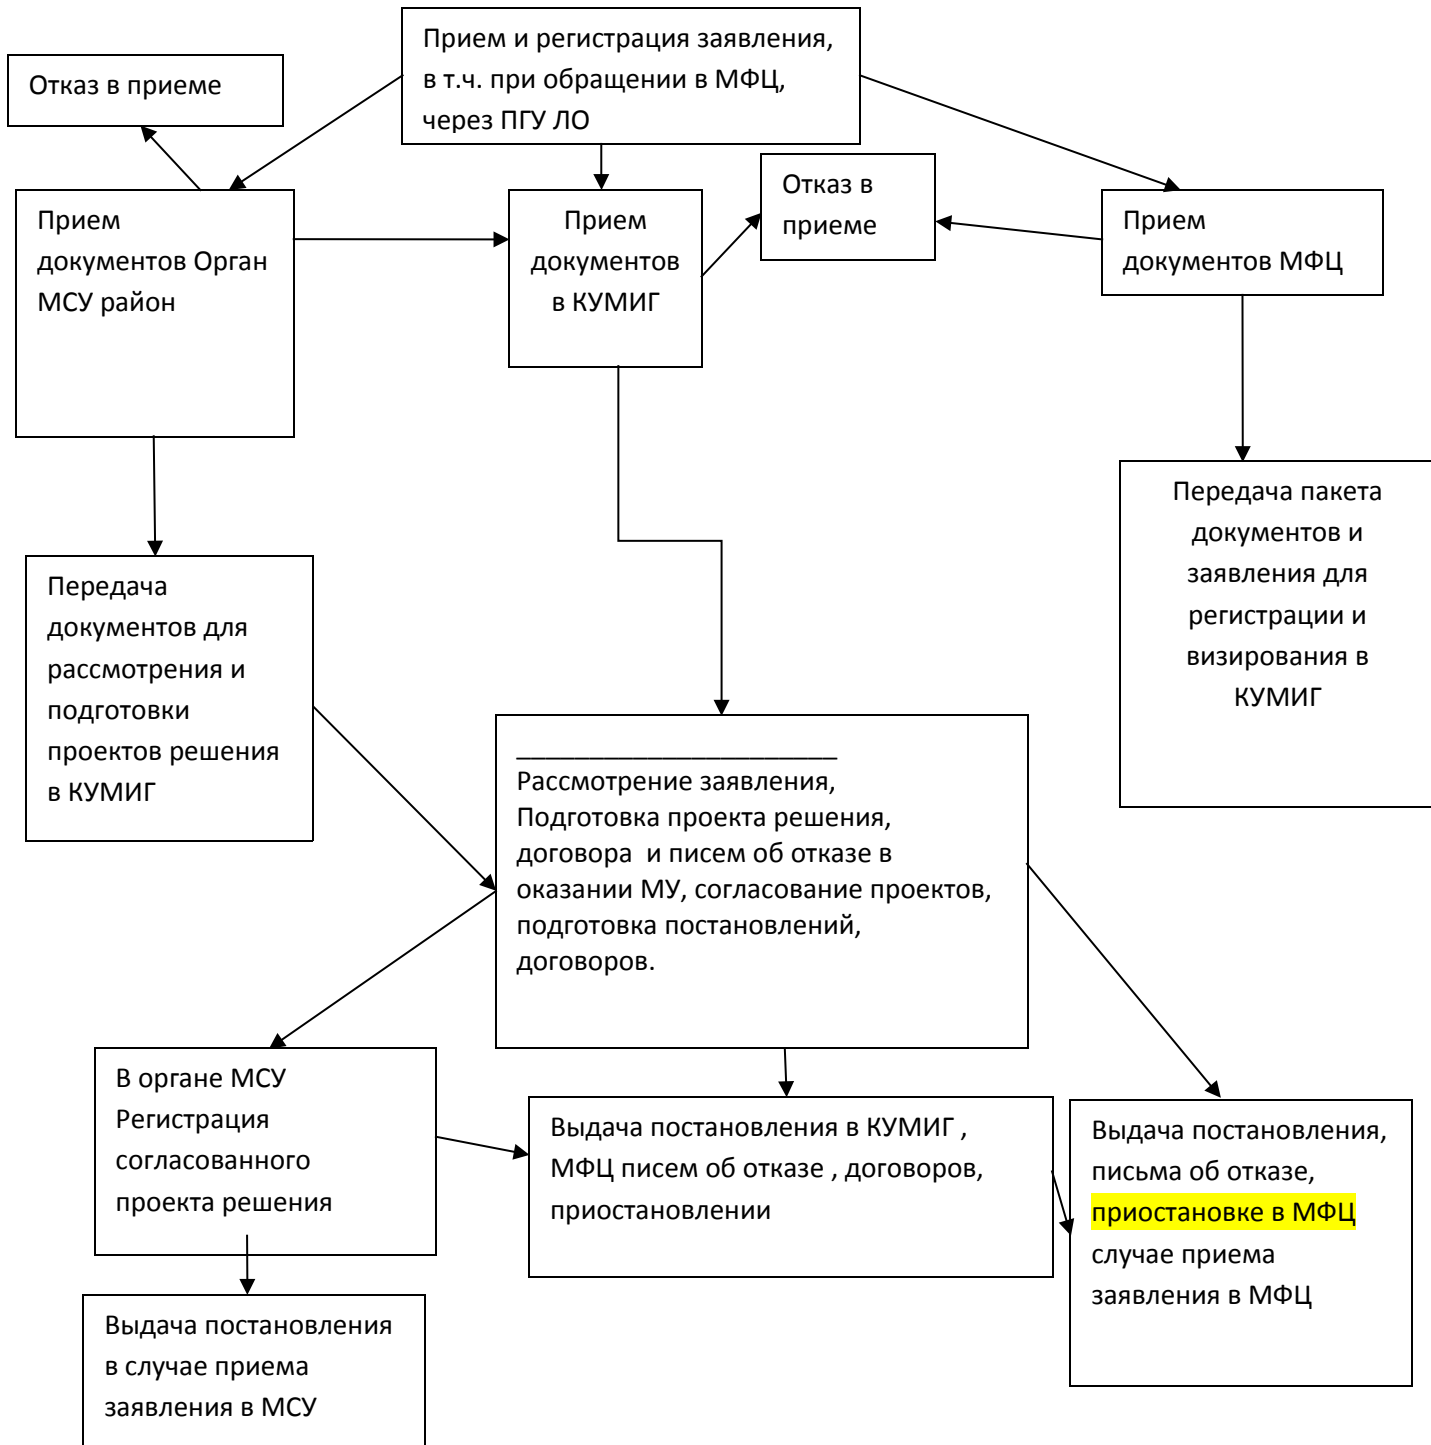 Прием и регистрация заявления,
в т.ч. при обращении в МФЦ,
через ПГУ ЛО
Отказ в приеме
Отказ в
приеме
Прием
документов Орган
МСУ район
Прием
документов
в КУМИГ
Прием
документов МФЦ
Передача пакета
документов и
заявления для
регистрации и
визирования в
КУМИГ
Передача
документов для
рассмотрения и
подготовки
проектов решения
в КУМИГ
______________________
Рассмотрение заявления,
Подготовка проекта решения,
договора  и писем об отказе в
оказании МУ, согласование проектов,
подготовка постановлений,
договоров.
В органе МСУ
Регистрация
согласованного
проекта решения
Выдача постановления в КУМИГ ,
МФЦ писем об отказе , договоров,
приостановлении
Выдача постановления,
письма об отказе,
приостановке в МФЦ
случае приема
заявления в МФЦ
Выдача постановления
в случае приема
заявления в МСУ